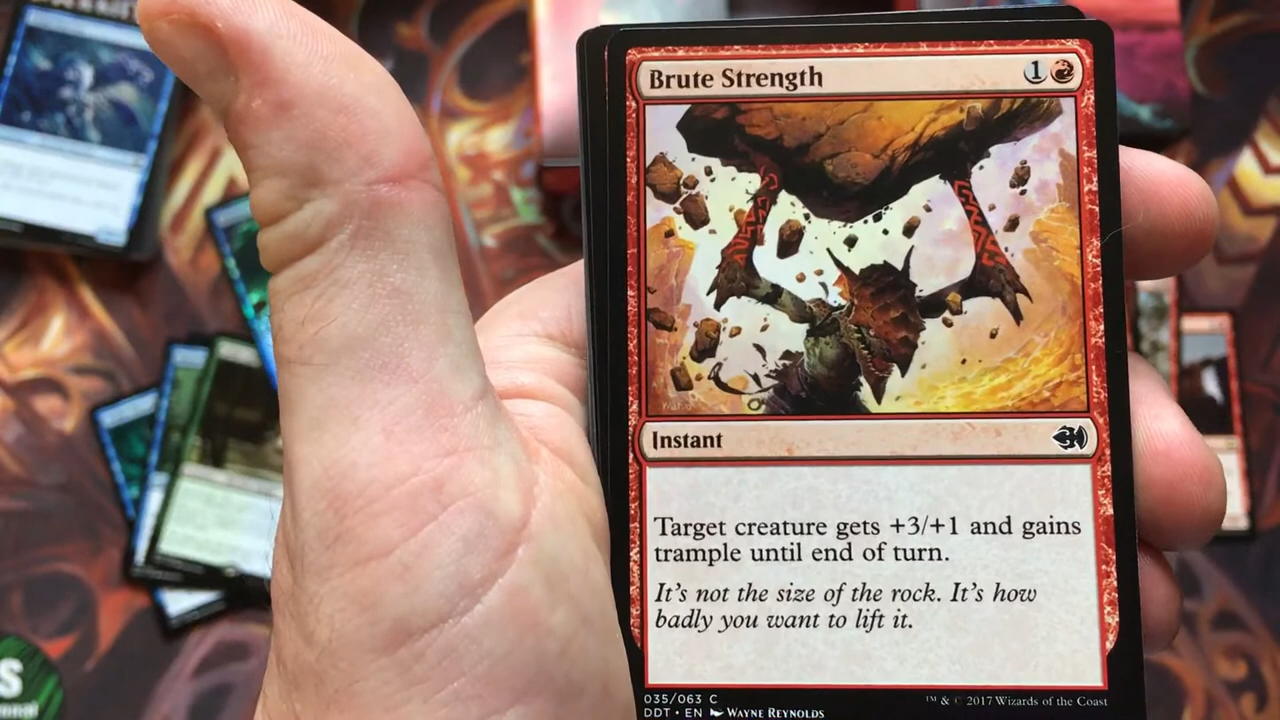 Brute Strength 1
Instant
Target creature gets +3/+1 and gains
trample until end of turn.
It's not the size of the rock. It's how
badly you want to lift it.
035/063 C
DDT • EN WAYNE REYNOLDS
™ & © 2017 Wizards of the Coast